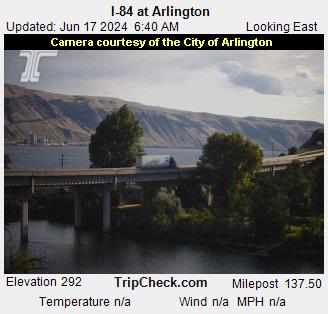 I-84 at Arlington
Updated: Jun 17 2024 6:40 AM Looking East
Camera courtesy of the City of Arlington
Elevation 292 TripCheck.com Milepost 137.50
Temperature n/a Wind n/a MPH n/a